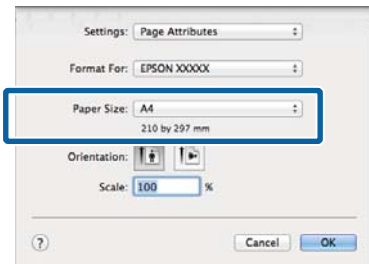 Settings: Page Attributes
Format For: EPSON XXXXX
Paper Size: A4
210 by 297 mm
Orientation:
Scale: 100 %
? Cancel OK